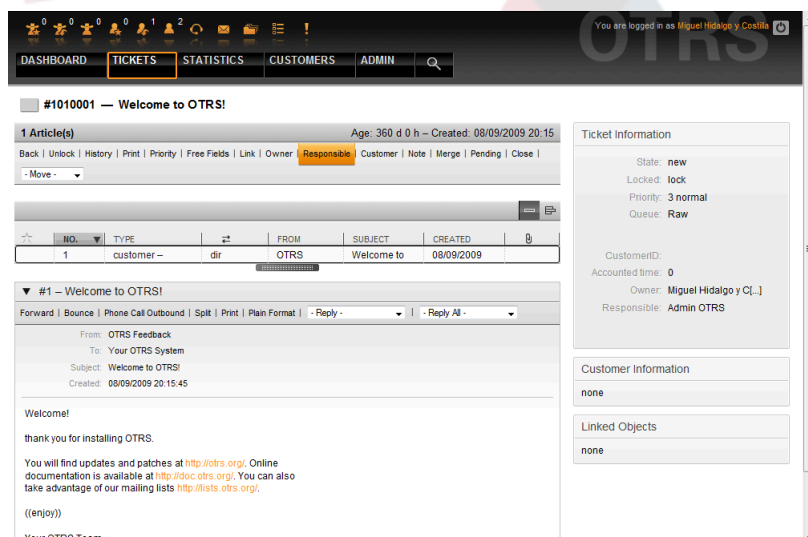 0 0 0 0 1 2
You are logged in as Miguel Hidalgo y Costilla
OTRS
DASHBOARD TICKETS STATISTICS CUSTOMERS ADMIN
#1010001 — Welcome to OTRS!
1 Article(s) Age: 360 d 0 h – Created: 08/09/2009 20:15
Back | Unlock | History | Print | Priority | Free Fields | Link | Owner | Responsible | Customer | Note | Merge | Pending | Close |
- Move -
NO. TYPE FROM SUBJECT CREATED
1 customer – dir OTRS Welcome to 08/09/2009
#1 – Welcome to OTRS!
Forward | Bounce | Phone Call Outbound | Split | Print | Plain Format | - Reply - | - Reply All -
From: OTRS Feedback
To: Your OTRS System
Subject: Welcome to OTRS!
Created: 08/09/2009 20:15:45
Welcome!
thank you for installing OTRS.
You will find updates and patches at http://otrs.org/. Online
documentation is available at http://doc.otrs.org/. You can also
take advantage of our mailing lists http://lists.otrs.org/.
((enjoy))
Your OTRS Team
Ticket Information
State: new
Locked: lock
Priority: 3 normal
Queue: Raw
CustomerID:
Accounted time: 0
Owner: Miguel Hidalgo y C[...]
Responsible: Admin OTRS
Customer Information
none
Linked Objects
none